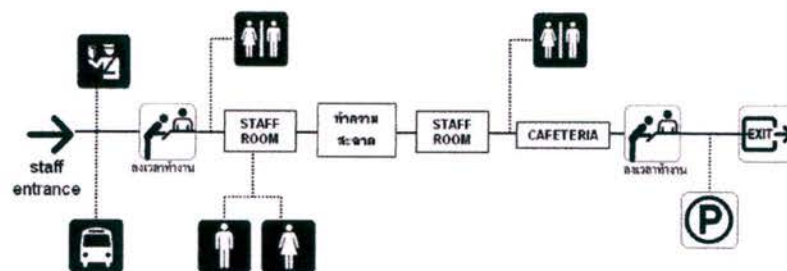 staff
entrance
ลงเวลาทำงาน
STAFF
ROOM
ทำความ
สะอาด
STAFF
ROOM
CAFETERIA
ลงเวลาทำงาน
EXIT
P